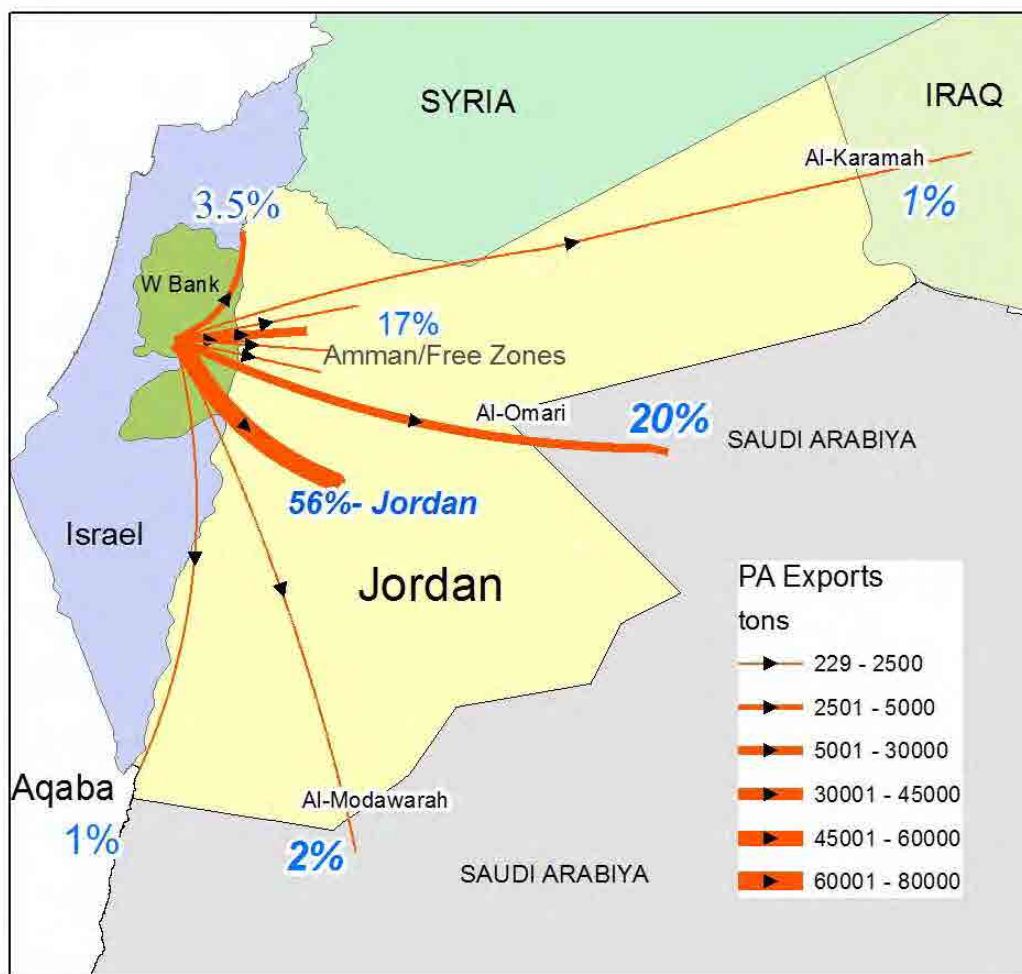 SYRIA
IRAQ
Al-Karamah
1%
3.5%
W Bank
17%
Amman/Free Zones
Al-Omari
20%
SAUDI ARABIYA
56%- Jordan
Israel
Jordan
PA Exports
tons
229 - 2500
2501 - 5000
5001 - 30000
30001 - 45000
45001 - 60000
60001 - 80000
Aqaba
1%
Al-Modawarah
2%
SAUDI ARABIYA